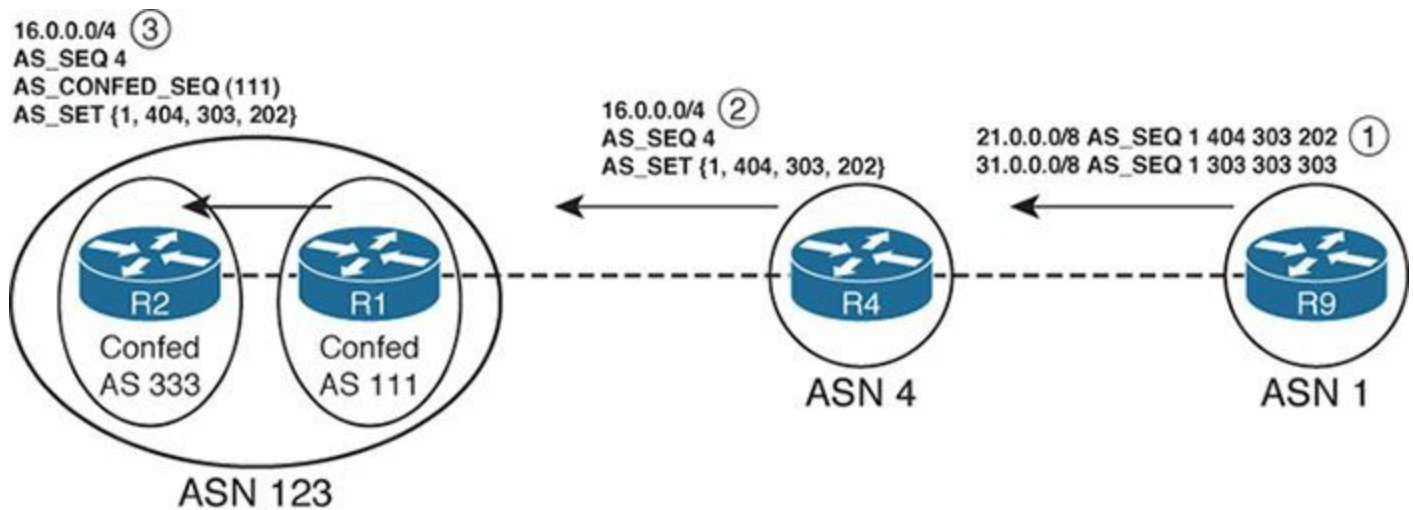 16.0.0.0/4 ③
AS_SEQ 4
AS_CONFED_SEQ (111)
AS_SET {1, 404, 303, 202}
16.0.0.0/4 ②
AS_SEQ 4
AS_SET {1, 404, 303, 202}
21.0.0.0/8 AS_SEQ 1 404 303 202 ①
31.0.0.0/8 AS_SEQ 1 303 303 303
R2
Confed
AS 333
R1
Confed
AS 111
R4
R9
ASN 4
ASN 1
ASN 123